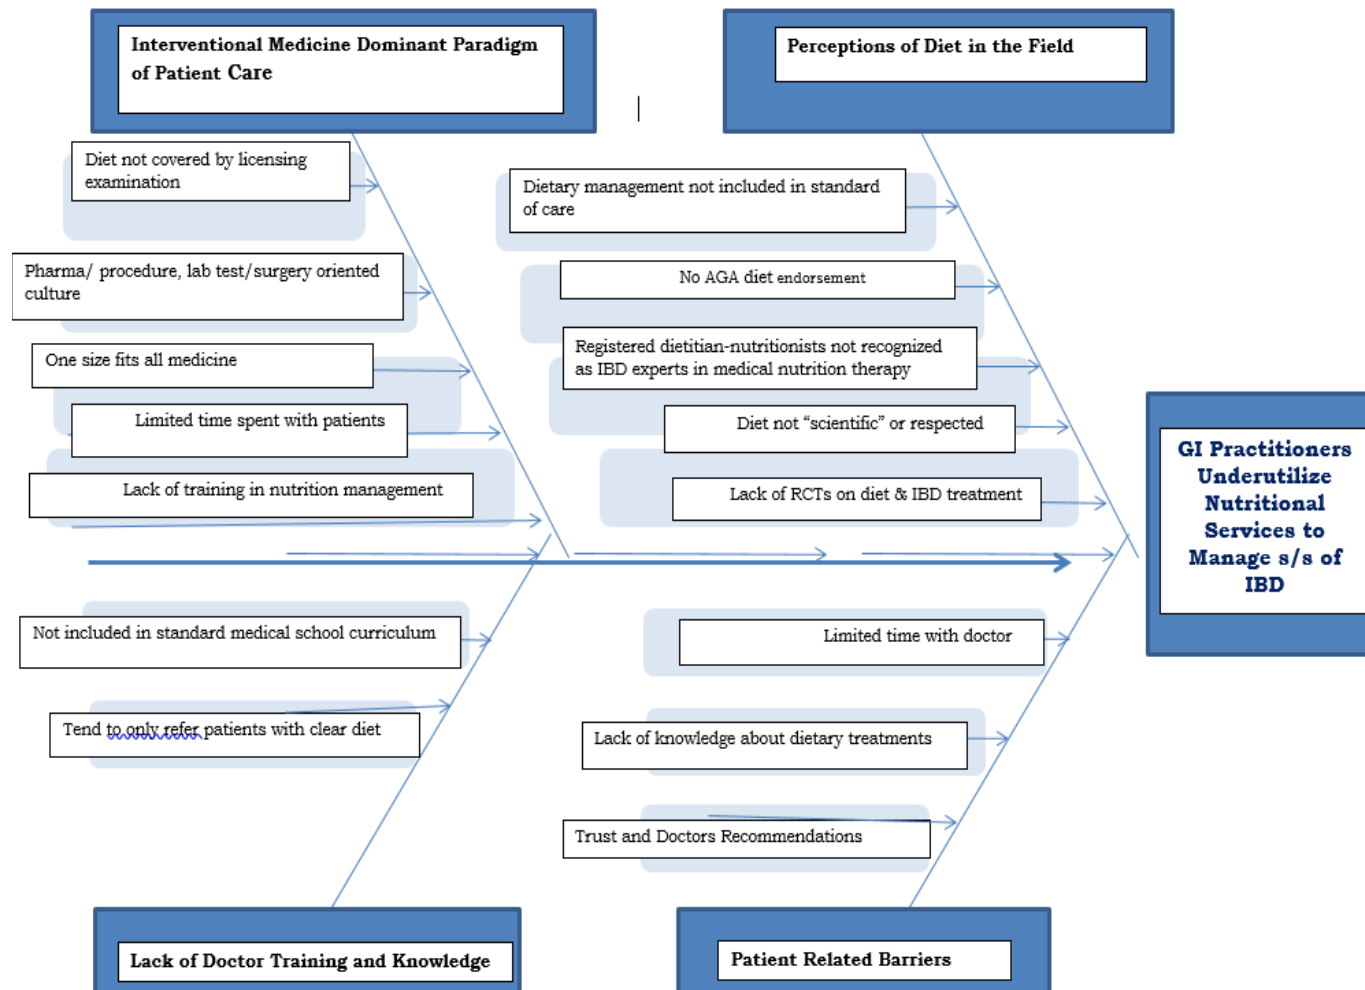 Interventional Medicine Dominant Paradigm
of Patient Care
Perceptions of Diet in the Field
Diet not covered by licensing
examination
Pharma/ procedure, lab test/surgery oriented
culture
One size fits all medicine
Limited time spent with patients
Lack of training in nutrition management
Dietary management not included in standard
of care
No AGA diet endorsement
Registered dietitian-nutritionists not recognized
as IBD experts in medical nutrition therapy
Diet not “scientific” or respected
Lack of RCTs on diet & IBD treatment
GI Practitioners
Underutilize
Nutritional
Services to
Manage s/s of
IBD
Not included in standard medical school curriculum
Tend to only refer patients with clear diet
Limited time with doctor
Lack of knowledge about dietary treatments
Trust and Doctors Recommendations
Lack of Doctor Training and Knowledge
Patient Related Barriers